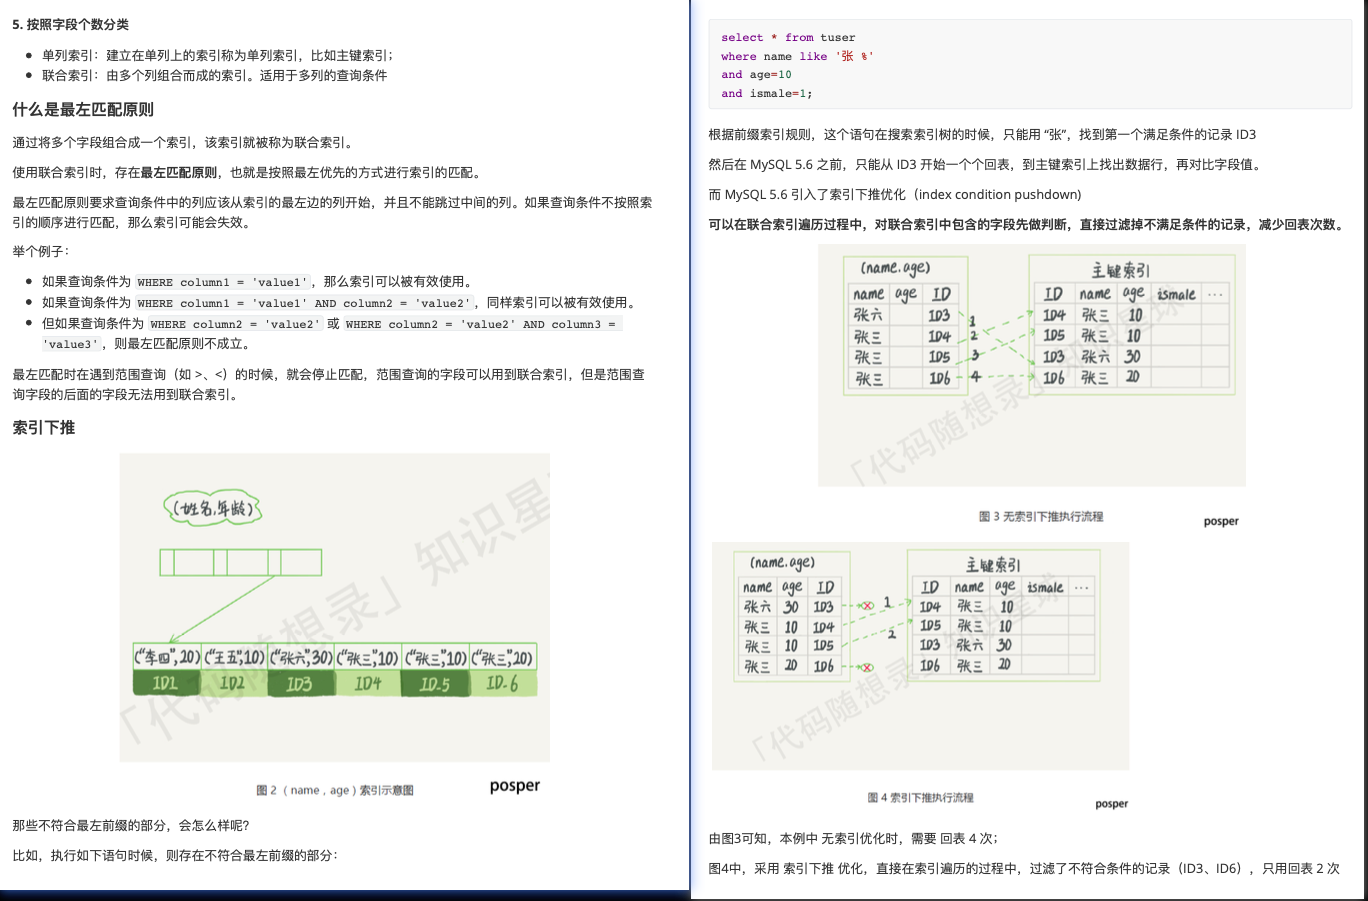 5. 按照字段个数分类
单列索引：建立在单列上的索引称为单列索引，比如主键索引；
联合索引：由多个列组合而成的索引。适用于多列的查询条件
什么是最左匹配原则
通过将多个字段组合成一个索引，该索引就被称为联合索引。
使用联合索引时，存在最左匹配原则，也就是按照最左优先的方式进行索引的匹配。
最左匹配原则要求查询条件中的列应该从索引的最左边的列开始，并且不能跳过中间的列。如果查询条件不按照索
引的顺序进行匹配，那么索引可能会失效。
举个例子：
如果查询条件为 WHERE column1 = 'value1'，那么索引可以被有效使用。
如果查询条件为 WHERE column1 = 'value1' AND column2 = 'value2'，同样索引可以被有效使用。
但如果查询条件为 WHERE column2 = 'value2' 或 WHERE column2 = 'value2' AND column3 =
'value3'，则最左匹配原则不成立。
最左匹配时在遇到范围查询（如 >、<）的时候，就会停止匹配，范围查询的字段可以用到联合索引，但是范围查
询字段的后面的字段无法用到联合索引。
索引下推
(姓名,年龄)
("李四",20) ("王五",10) ("张六",30) ("张三",10) ("张三",10) ("张三",20)
ID1 ID2 ID3 ID4 ID5 ID6
「代码随想录」知识星
图 2（name，age）索引示意图
posper
那些不符合最左前缀的部分，会怎么样呢？
比如，执行如下语句时候，则存在不符合最左前缀的部分：
select * from tuser
where name like '张 %'
and age=10
and ismale=1;
根据前缀索引规则，这个语句在搜索索引树的时候，只能用 “张”，找到第一个满足条件的记录 ID3
然后在 MySQL 5.6 之前，只能从 ID3 开始一个个回表，到主键索引上找出数据行，再对比字段值。
而 MySQL 5.6 引入了索引下推优化（index condition pushdown)
可以在联合索引遍历过程中，对联合索引中包含的字段先做判断，直接过滤掉不满足条件的记录，减少回表次数。
(name.age) 主键索引
name age ID ID name age ismale ...
张六 ID3 1 ID4 张三 10
张三 ID4 2 ID5 张三 10
张三 ID5 3 ID3 张六 30
张三 ID6 4 ID6 张三 20
「代码随想录」知识星球
图 3 无索引下推执行流程
posper
(name.age) 主键索引
name age ID ID name age ismale ...
张六 30 ID3 1 ID4 张三 10
张三 10 ID4 ID5 张三 10
张三 10 ID5 2 ID3 张六 30
张三 20 ID6 ID6 张三 20
「代码随想录」知识星球
图 4 索引下推执行流程
posper
由图3可知，本例中 无索引优化时，需要 回表 4 次；
图4中，采用 索引下推 优化，直接在索引遍历的过程中，过滤了不符合条件的记录（ID3、ID6），只用回表 2 次